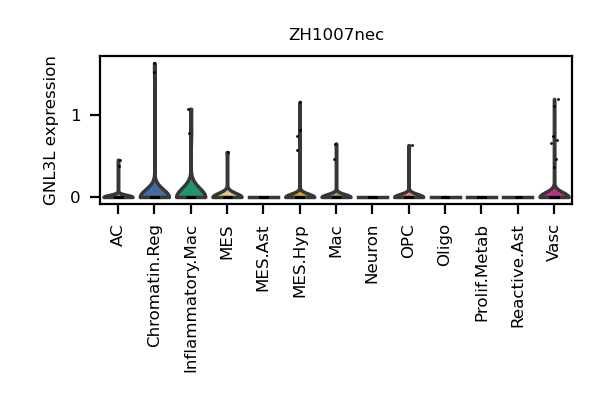 ZH1007nec
GNL3L expression
1
0
AC
Chromatin.Reg
Inflammatory.Mac
MES
MES.Ast
MES.Hyp
Mac
Neuron
OPC
Oligo
Prolif.Metab
Reactive.Ast
Vasc